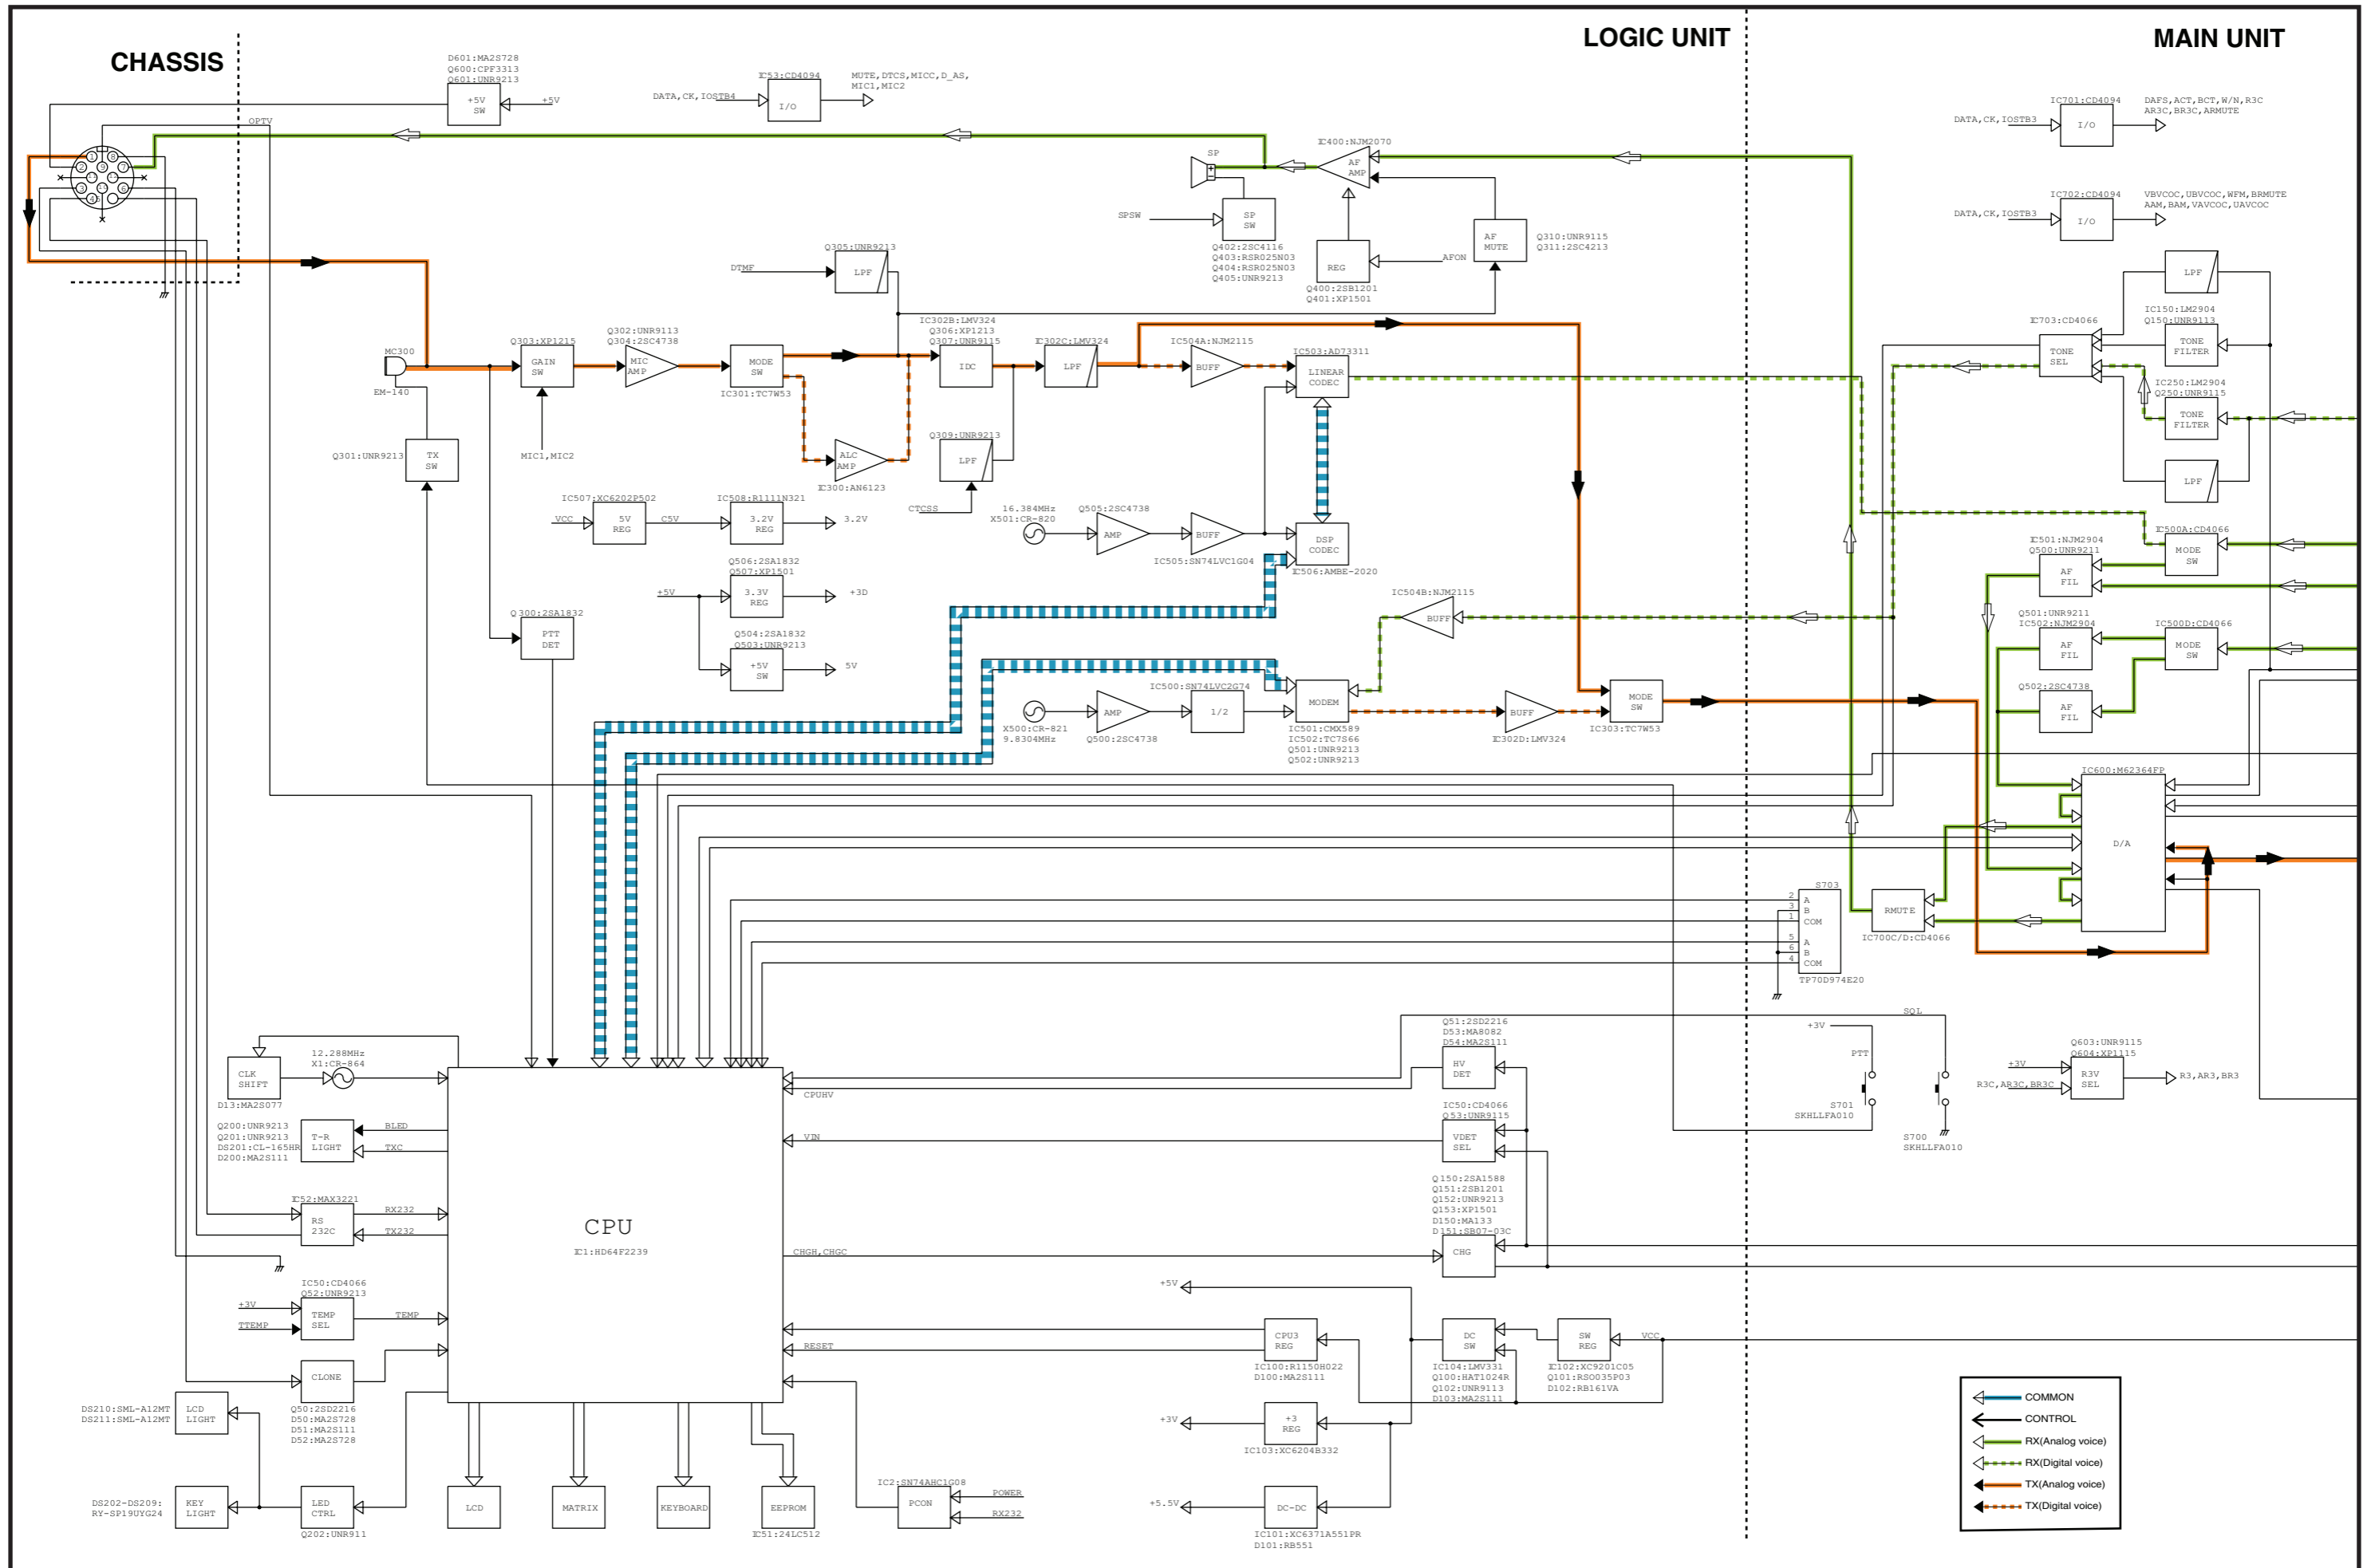 CHASSIS
LOGIC UNIT
MAIN UNIT
D601:MA2S728
Q600:CPF3313
Q601:UNR9213
+5V
SW
+5V
OPTV
1
8
2
9
7
11
12
3
10
6
4
5
IC53:CD4094
DATA,CK,IOSTB4
I/O
MUTE,DTCS,MICC,D_AS,
MIC1,MIC2
IC400:NJM2070
SP
AF
AMP
SPSW
SP
SW
Q402:2SC4116
Q403:RSR025N03
Q404:RSR025N03
Q405:UNR9213
REG
Q400:2SB1201
Q401:XP1501
AFON
AF
MUTE
Q310:UNR9115
Q311:2SC4213
IC701:CD4094
DATA,CK,IOSTB3
I/O
DAFS,ACT,BCT,W/N,R3C
AR3C,BR3C,ARMUTE
IC702:CD4094
DATA,CK,IOSTB3
I/O
VBVCOC,UBVCOC,WFM,BRMUTE
AAM,BAM,VAVCOC,UAVCOC
Q305:UNR9213
DTMF
LPF
MC300
EM-140
Q303:XP1215
GAIN
SW
MIC1,MIC2
Q302:UNR9113
Q304:2SC4738
MIC
AMP
MODE
SW
IC301:TC7W53
ALC
AMP
IC300:AN6123
IC302B:LMV324
Q306:XP1213
Q307:UNR9115
IDC
IC302C:LMV324
LPF
Q309:UNR9213
LPF
CTCSS
IC504A:NJM2115
BUFF
IC503:AD73311
LINEAR
CODEC
Q301:UNR9213
TX
SW
IC507:XC6202P502
VCC
5V
REG
C5V
IC508:R1111N321
3.2V
REG
3.2V
16.384MHz
X501:CR-820
Q505:2SC4738
AMP
BUFF
IC505:SN74LVC1G04
DSP
CODEC
IC506:AMBE-2020
Q506:2SA1832
Q507:XP1501
+5V
3.3V
REG
+3D
Q504:2SA1832
Q503:UNR9213
+5V
SW
5V
Q300:2SA1832
PTT
DET
IC504B:NJM2115
BUFF
X500:CR-821
9.8304MHz
AMP
Q500:2SC4738
IC500:SN74LVC2G74
1/2
MODEM
IC501:CMX589
IC502:TC7S66
Q501:UNR9213
Q502:UNR9213
BUFF
IC302D:LMV324
MODE
SW
IC303:TC7W53
LPF
IC703:CD4066
TONE
SEL
IC150:LM2904
Q150:UNR9113
TONE
FILTER
IC250:LM2904
Q250:UNR9115
TONE
FILTER
LPF
IC501:NJM2904
Q500:UNR9211
AF
FIL
IC500A:CD4066
MODE
SW
Q501:UNR9211
IC502:NJM2904
AF
FIL
IC500D:CD4066
MODE
SW
Q502:2SC4738
AF
FIL
IC600:M62364FP
D/A
RMUTE
IC700C/D:CD4066
S703
2 A
3 B
1 COM
5 A
6 B
4 COM
TP70D974E20
12.288MHz
X1:CR-864
CLK
SHIFT
D13:MA2S077
Q200:UNR9213
Q201:UNR9213
DS201:CL-165HR
D200:MA2S111
T-R
LIGHT
BLED
TXC
IC52:MAX3221
RS
232C
RX232
TX232
IC50:CD4066
Q52:UNR9213
+3V
TTEMP
TEMP
SEL
TEMP
CLONE
Q50:2SD2216
D50:MA2S728
D51:MA2S111
D52:MA2S728
DS210:SML-A12MT
DS211:SML-A12MT
LCD
LIGHT
DS202-DS209:
RY-SP19UYG24
KEY
LIGHT
LED
CTRL
Q202:UNR911
CPU
IC1:HD64F2239
LCD
MATRIX
KEYBOARD
EEPROM
IC51:24LC512
IC2:SN74AHC1G08
PCON
POWER
RX232
CPUHV
VIN
CHGH,CHGC
RESET
Q51:2SD2216
D53:MA8082
D54:MA2S111
HV
DET
IC50:CD4066
Q53:UNR9115
VDET
SEL
Q150:2SA1588
Q151:2SB1201
Q152:UNR9213
Q153:XP1501
D150:MA133
D151:SB07-03C
CHG
+5V
CPU3
REG
IC100:R1150H022
D100:MA2S111
DC
SW
IC104:LMV331
Q100:HAT1024R
Q102:UNR9113
D103:MA2S111
SW
REG
IC102:XC9201C05
Q101:RSO035P03
D102:RB161VA
VCC
+3V
+3
REG
IC103:XC6204B332
+5.5V
DC-DC
IC101:XC6371A551PR
D101:RB551
SQL
+3V
PTT
S701
SKHLLFA010
S700
SKHLLFA010
Q603:UNR9115
Q604:XP1115
+3V
R3C,AR3C,BR3C
R3V
SEL
R3,AR3,BR3
COMMON
CONTROL
RX(Analog voice)
RX(Digital voice)
TX(Analog voice)
TX(Digital voice)